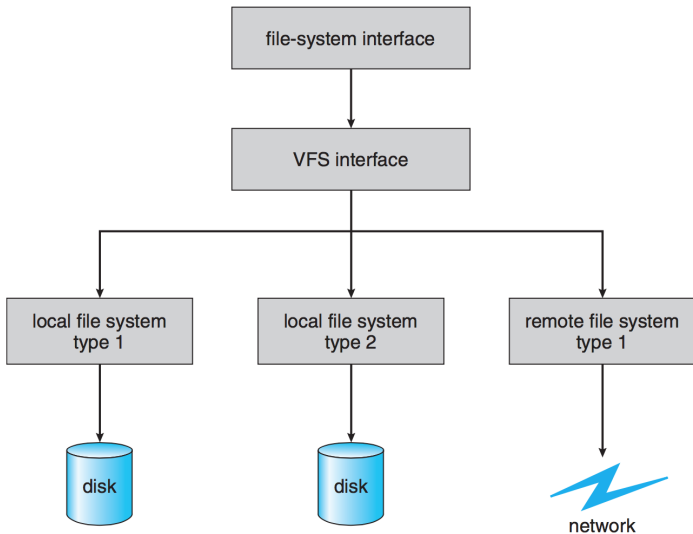 file-system interface
VFS interface
local file system
type 1
local file system
type 2
remote file system
type 1
disk
disk
network